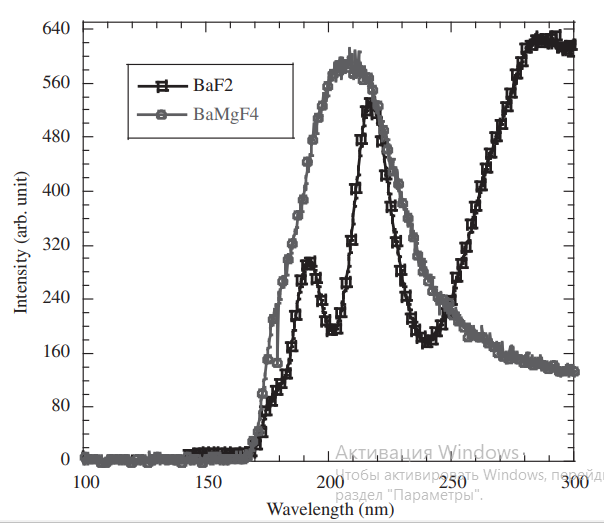 640
560
480
400
320
240
160
80
0
Intensity (arb. unit)
BaF2
BaMgF4
100 150 200 250 300
Wavelength (nm)
Активация Windows
Чтобы активировать Windows,
раздел "Параметры".